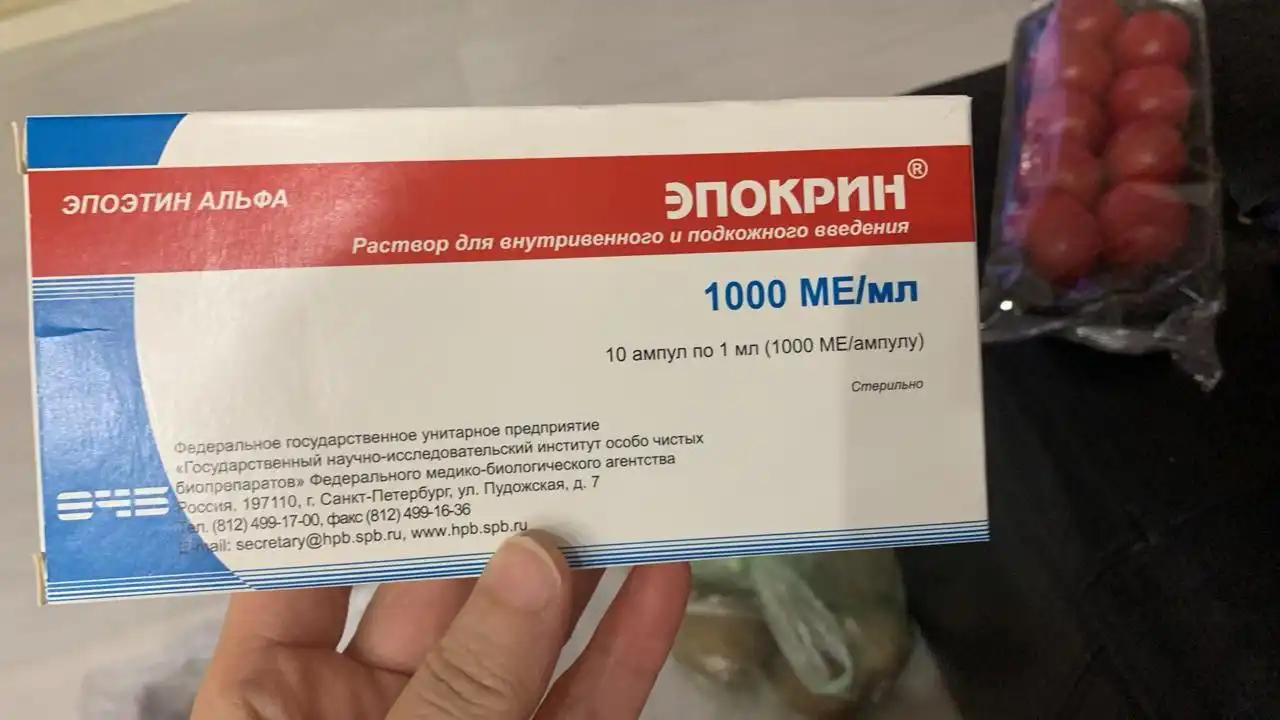 ЭПОЭТИН АЛЬФА
ЭПОКРИН®
Раствор для внутривенного и подкожного введения
1000 МЕ/мл
10 ампул по 1 мл (1000 МЕ/ампулу)
Стерильно
Федеральное государственное унитарное предприятие
«Государственный научно-исследовательский институт особо чистых
биопрепаратов» Федерального медико-биологического агентства
Россия, 197110, г. Санкт-Петербург, ул. Пудожская, д. 7
Тел. (812) 499-17-00, факс (812) 499-16-36
E-mail: secretary@hpb.spb.ru, www.hpb.spb.ru
ОЧБ